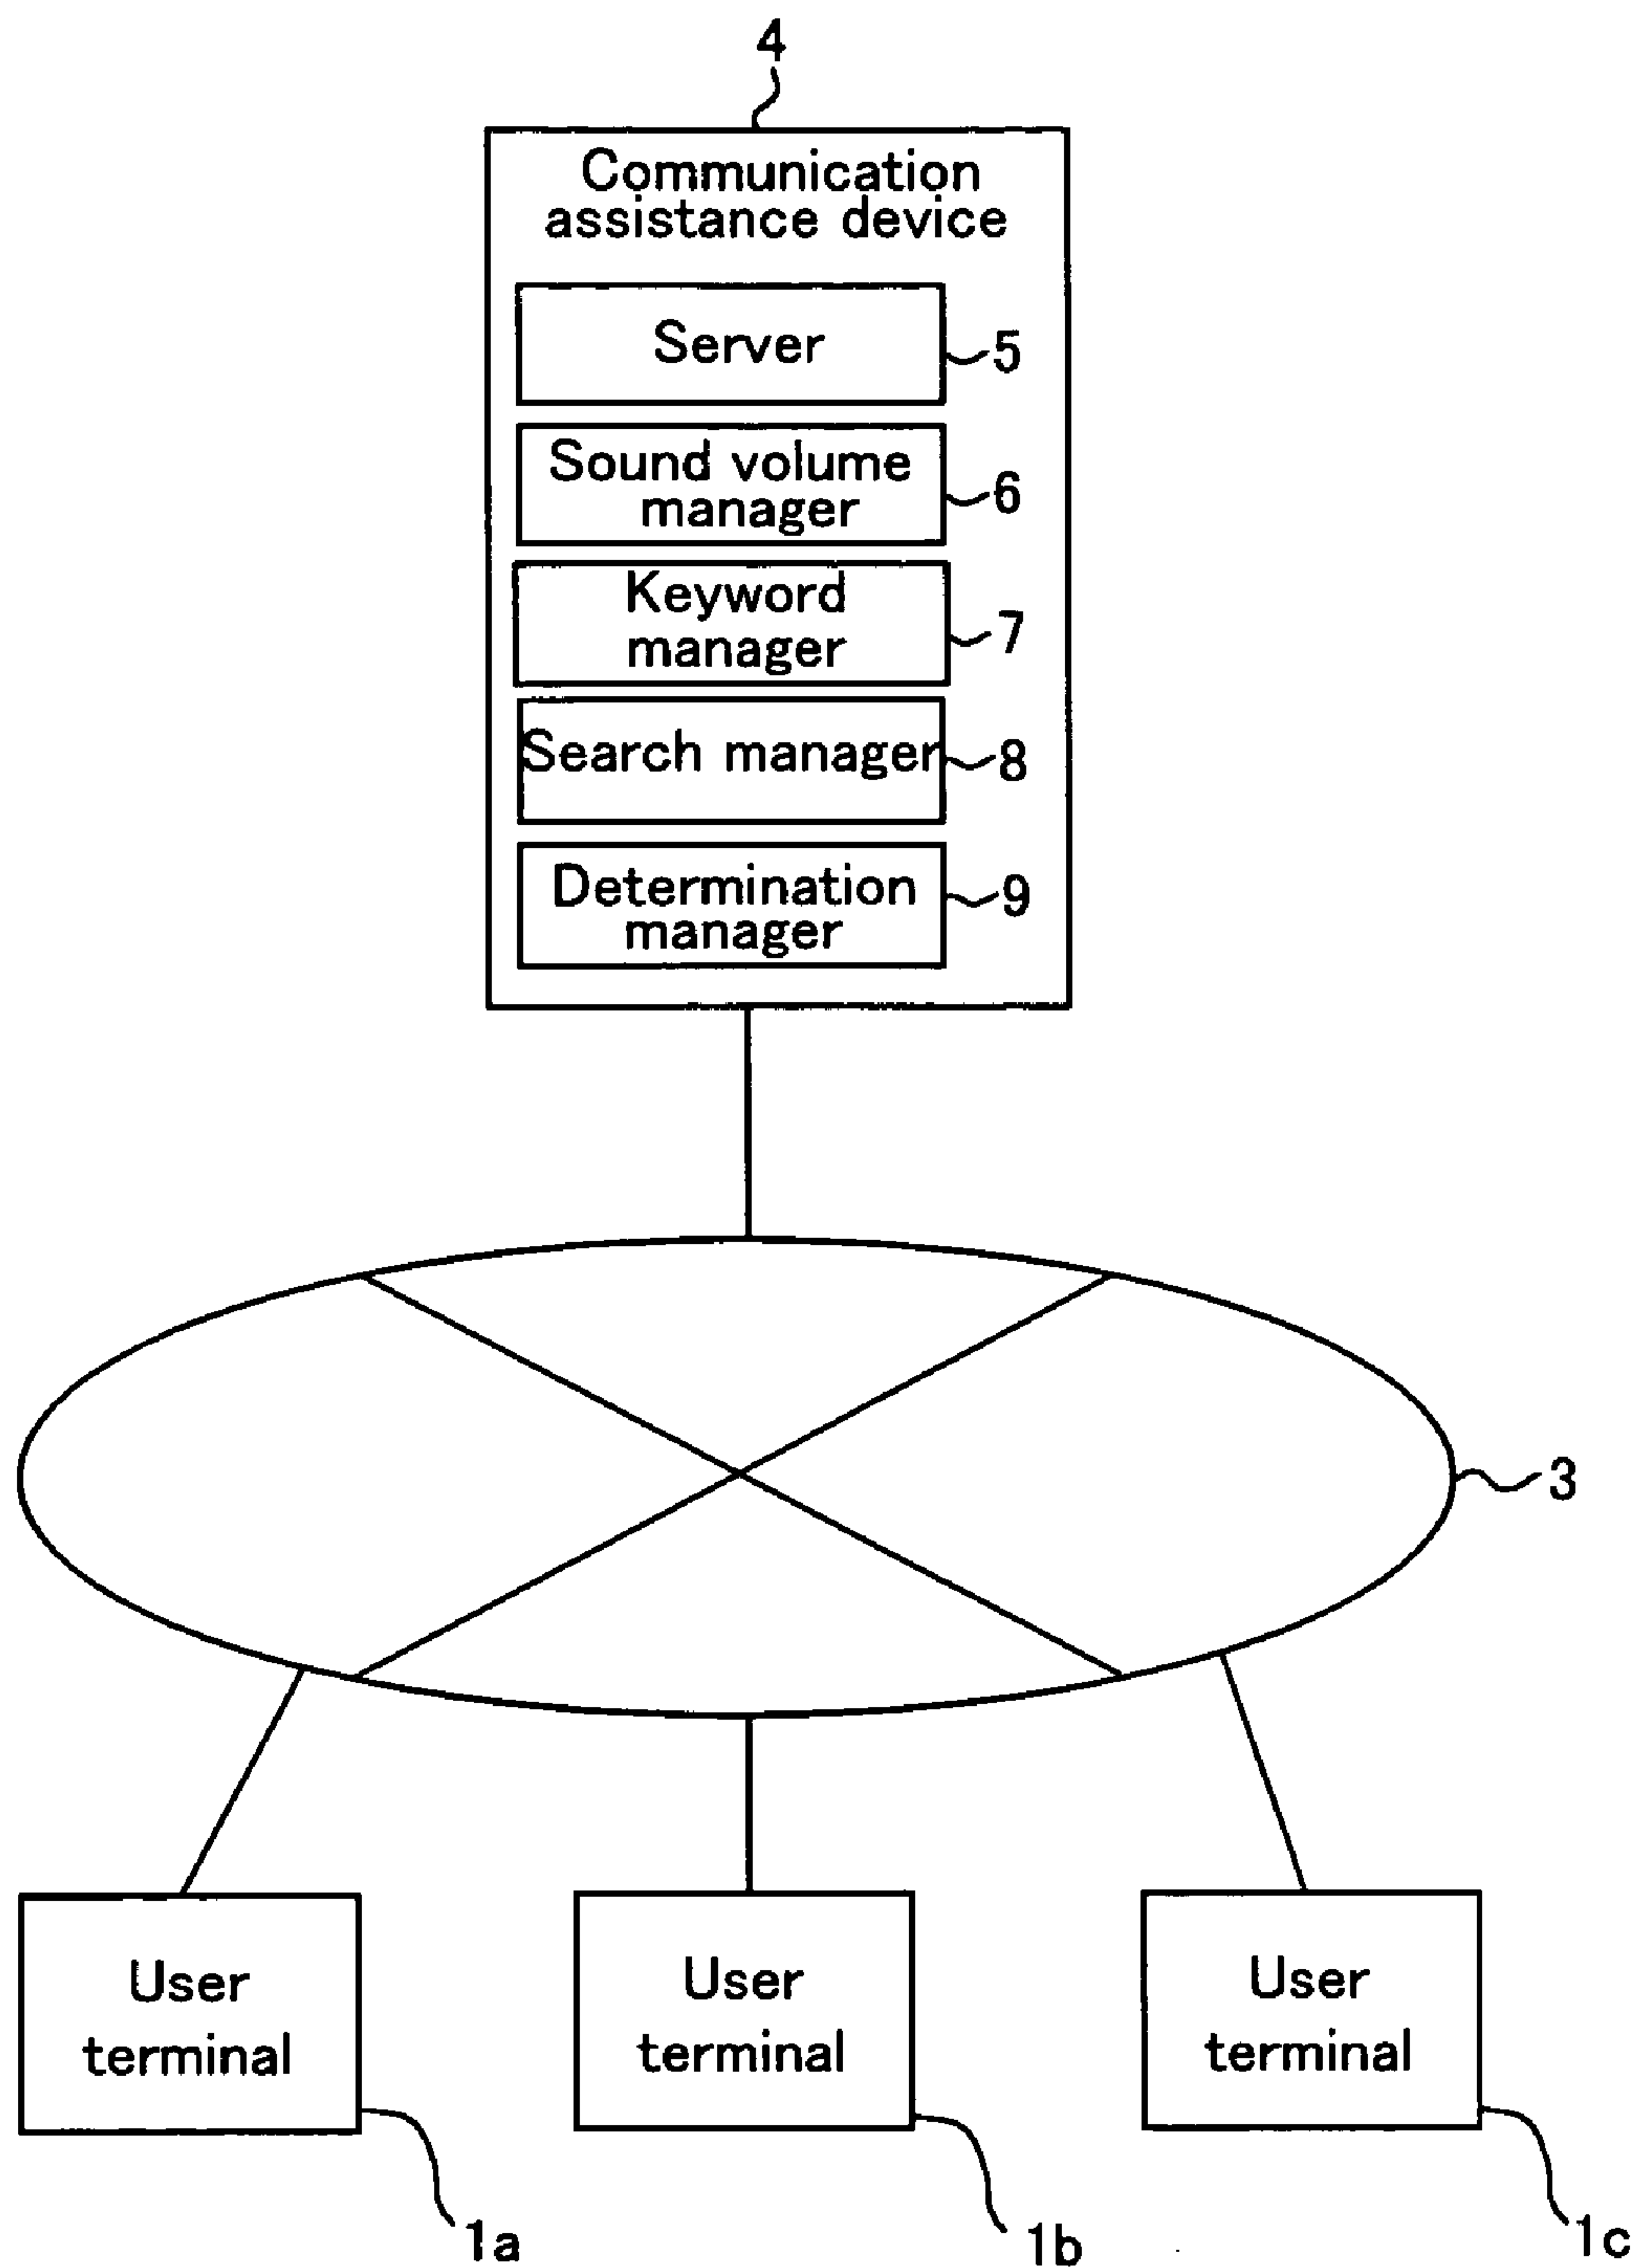 4
Communication
assistance device
Server
5
Sound volume
manager
6
Keyword
manager
7
Search manager
8
Determination
manager
9
3
User
terminal
1a
User
terminal
1b
User
terminal
1c